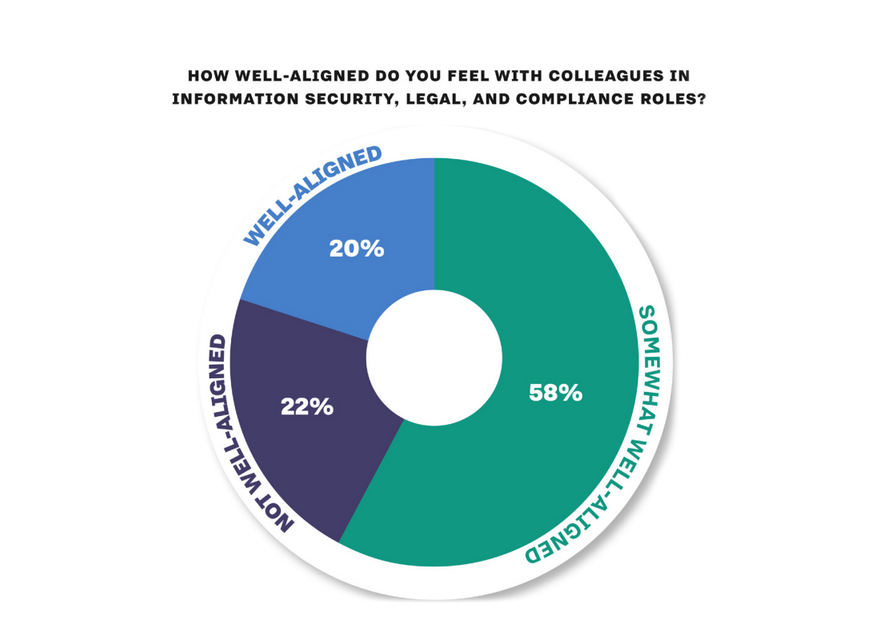 HOW WELL-ALIGNED DO YOU FEEL WITH COLLEAGUES IN
INFORMATION SECURITY, LEGAL, AND COMPLIANCE ROLES?
WELL-ALIGNED
20%
SOMEWHAT WELL-ALIGNED
58%
NOT WELL-ALIGNED
22%